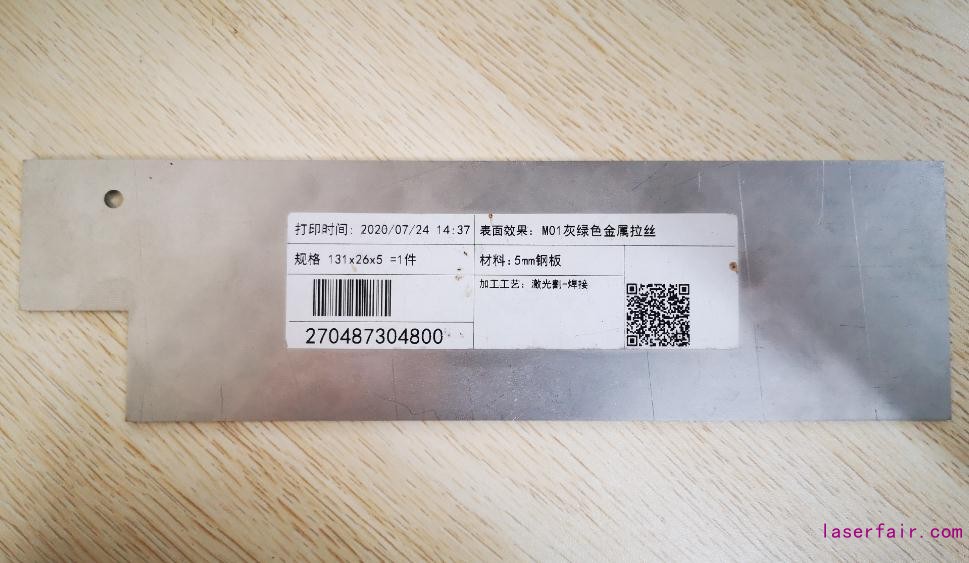 打印时间: 2020/07/24 14:37
表面效果: M01灰绿色金属拉丝
规格 131x26x5 =1件
材料:5mm钢板
加工工艺: 激光割-焊接
270487304800
laserfair.com